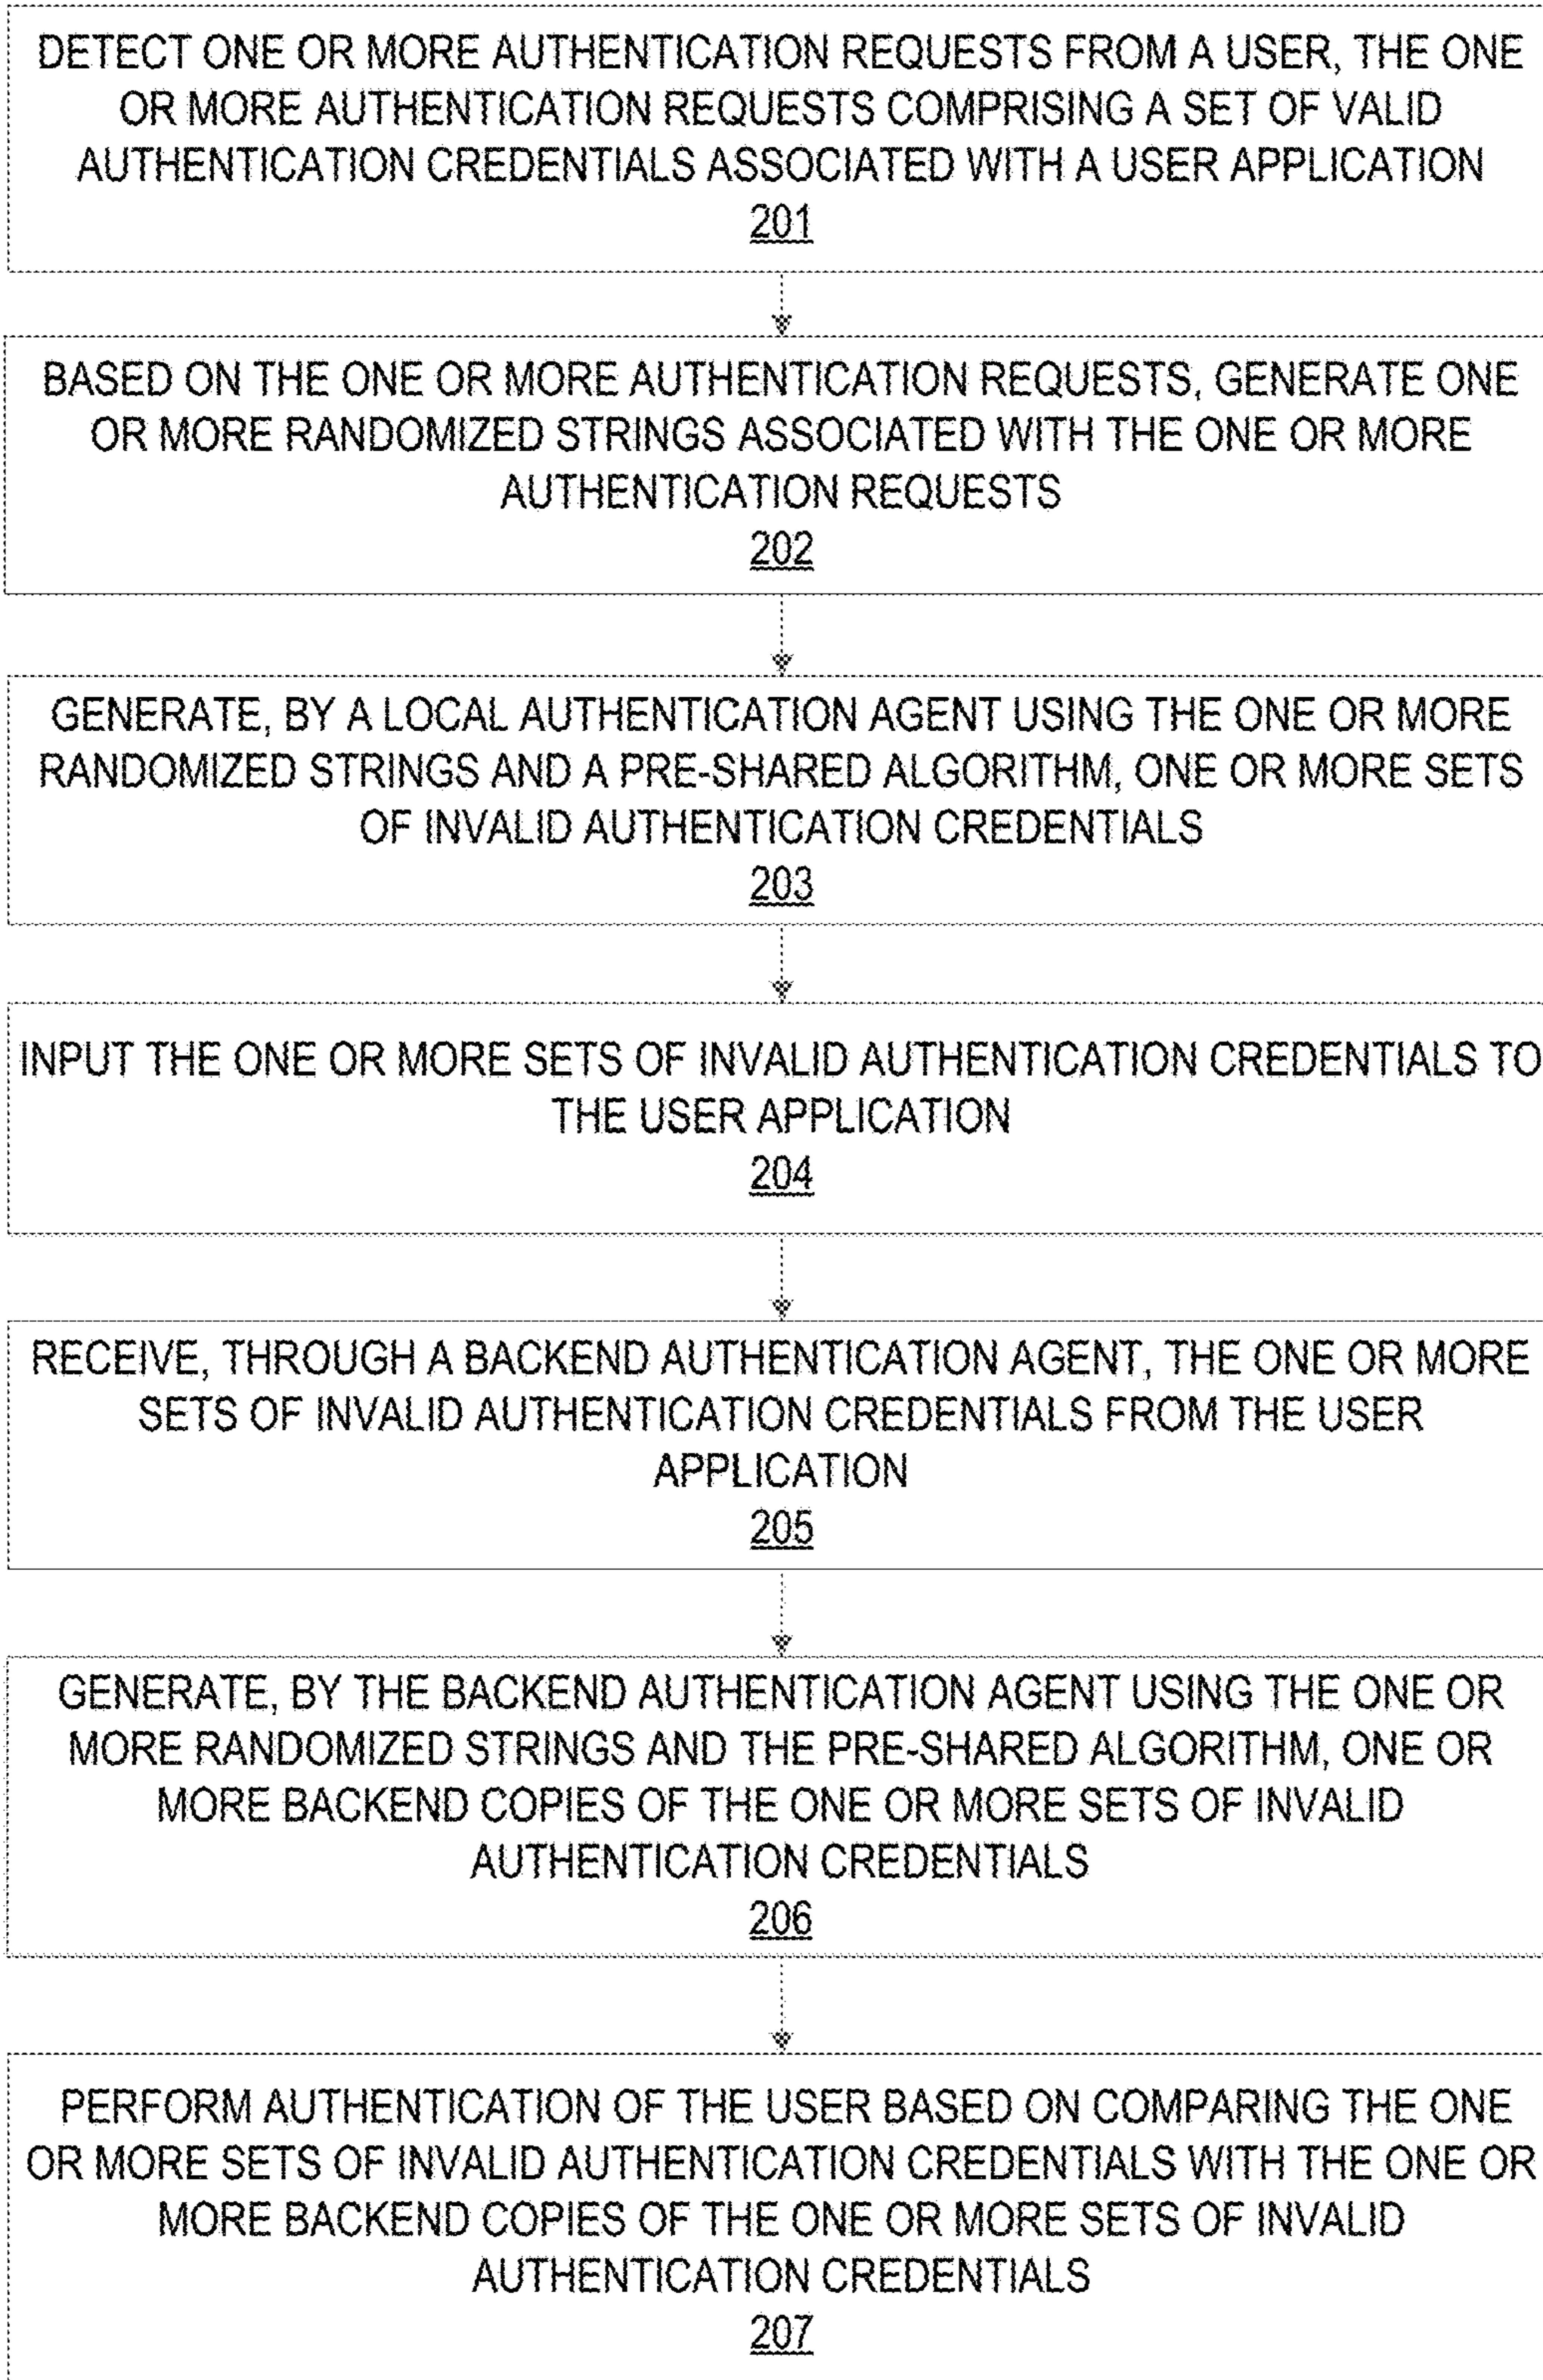 DETECT ONE OR MORE AUTHENTICATION REQUESTS FROM A USER, THE ONE
OR MORE AUTHENTICATION REQUESTS COMPRISING A SET OF VALID
AUTHENTICATION CREDENTIALS ASSOCIATED WITH A USER APPLICATION
201
BASED ON THE ONE OR MORE AUTHENTICATION REQUESTS, GENERATE ONE
OR MORE RANDOMIZED STRINGS ASSOCIATED WITH THE ONE OR MORE
AUTHENTICATION REQUESTS
202
GENERATE, BY A LOCAL AUTHENTICATION AGENT USING THE ONE OR MORE
RANDOMIZED STRINGS AND A PRE-SHARED ALGORITHM, ONE OR MORE SETS
OF INVALID AUTHENTICATION CREDENTIALS
203
INPUT THE ONE OR MORE SETS OF INVALID AUTHENTICATION CREDENTIALS TO
THE USER APPLICATION
204
RECEIVE, THROUGH A BACKEND AUTHENTICATION AGENT, THE ONE OR MORE
SETS OF INVALID AUTHENTICATION CREDENTIALS FROM THE USER
APPLICATION
205
GENERATE, BY THE BACKEND AUTHENTICATION AGENT USING THE ONE OR
MORE RANDOMIZED STRINGS AND THE PRE-SHARED ALGORITHM, ONE OR
MORE BACKEND COPIES OF THE ONE OR MORE SETS OF INVALID
AUTHENTICATION CREDENTIALS
206
PERFORM AUTHENTICATION OF THE USER BASED ON COMPARING THE ONE
OR MORE SETS OF INVALID AUTHENTICATION CREDENTIALS WITH THE ONE OR
MORE BACKEND COPIES OF THE ONE OR MORE SETS OF INVALID
AUTHENTICATION CREDENTIALS
207